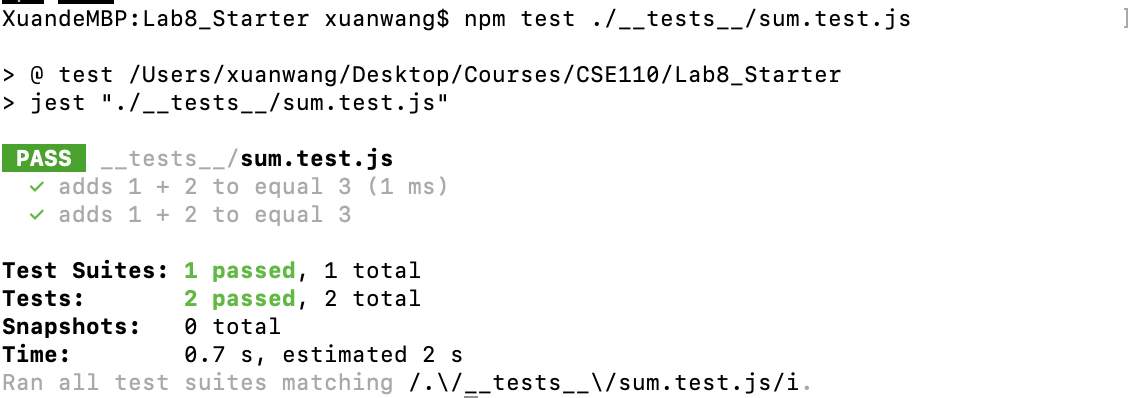 XuandeMBP:Lab8_Starter xuanwang$ npm test ./__tests__/sum.test.js ]
> @ test /Users/xuanwang/Desktop/Courses/CSE110/Lab8_Starter
> jest "./__tests__/sum.test.js"
PASS __tests__/sum.test.js
✓ adds 1 + 2 to equal 3 (1 ms)
✓ adds 1 + 2 to equal 3
Test Suites: 1 passed, 1 total
Tests: 2 passed, 2 total
Snapshots: 0 total
Time: 0.7 s, estimated 2 s
Ran all test suites matching /.\/__tests__\/sum.test.js/i.